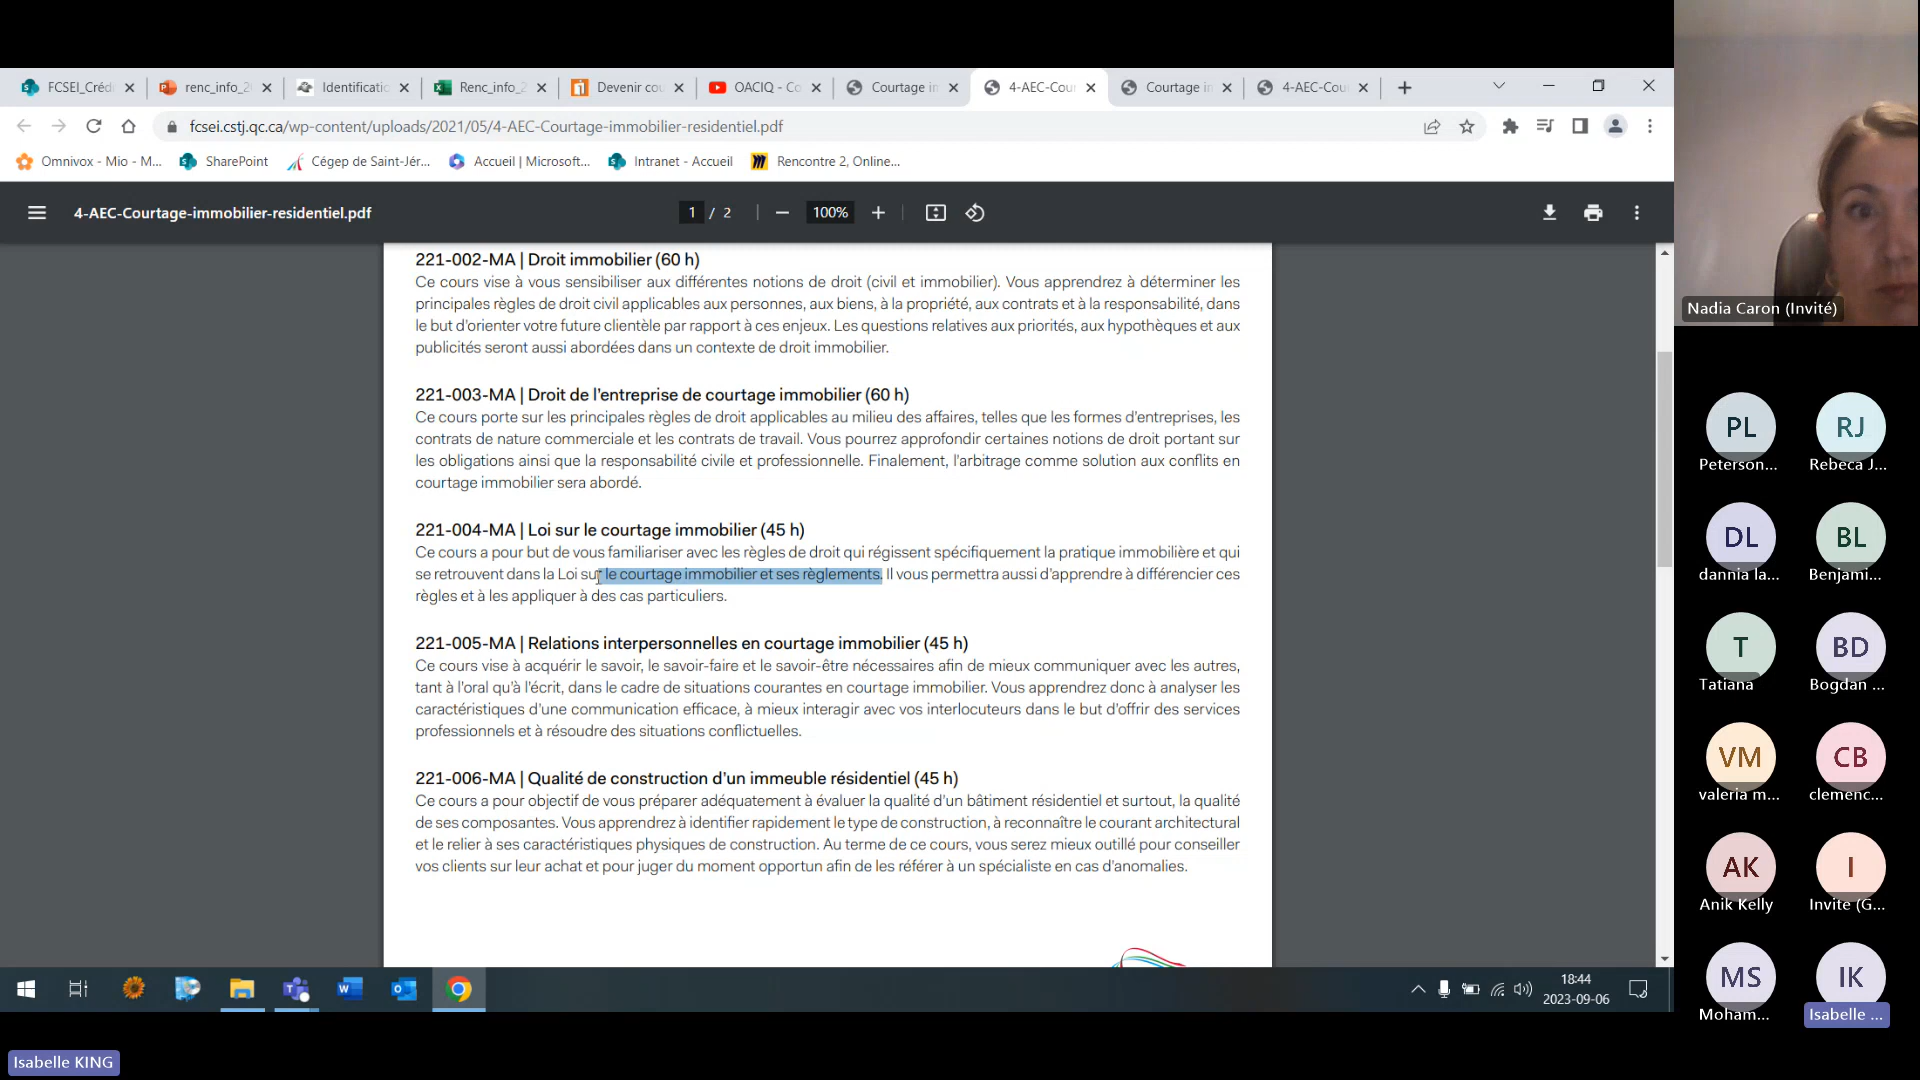 FCSEI_Créd
renc_info_2
Identificatio
Renc_info_2
Devenir cou
OACIQ - Co
Courtage im
4-AEC-Cou
Courtage im
4-AEC-Cou
fcsei.cstj.qc.ca/wp-content/uploads/2021/05/4-AEC-Courtage-immobilier-residentiel.pdf
Omnivox - Mio - M...
SharePoint
Cégep de Saint-Jér...
Accueil | Microsoft...
Intranet - Accueil
Rencontre 2, Online...
4-AEC-Courtage-immobilier-residentiel.pdf
1 / 2
100%
221-002-MA | Droit immobilier (60 h)
Ce cours vise à vous sensibiliser aux différentes notions de droit (civil et immobilier). Vous apprendrez à déterminer les
principales règles de droit civil applicables aux personnes, aux biens, à la propriété, aux contrats et à la responsabilité, dans
le but d'orienter votre future clientèle par rapport à ces enjeux. Les questions relatives aux priorités, aux hypothèques et aux
publicités seront aussi abordées dans un contexte de droit immobilier.
221-003-MA | Droit de l'entreprise de courtage immobilier (60 h)
Ce cours porte sur les principales règles de droit applicables au milieu des affaires, telles que les formes d'entreprises, les
contrats de nature commerciale et les contrats de travail. Vous pourrez approfondir certaines notions de droit portant sur
les obligations ainsi que la responsabilité civile et professionnelle. Finalement, l'arbitrage comme solution aux conflits en
courtage immobilier sera abordé.
221-004-MA | Loi sur le courtage immobilier (45 h)
Ce cours a pour but de vous familiariser avec les règles de droit qui régissent spécifiquement la pratique immobilière et qui
se retrouvent dans la Loi sur le courtage immobilier et ses règlements. Il vous permettra aussi d'apprendre à différencier ces
règles et à les appliquer à des cas particuliers.
221-005-MA | Relations interpersonnelles en courtage immobilier (45 h)
Ce cours vise à acquérir le savoir, le savoir-faire et le savoir-être nécessaires afin de mieux communiquer avec les autres,
tant à l'oral qu'à l'écrit, dans le cadre de situations courantes en courtage immobilier. Vous apprendrez donc à analyser les
caractéristiques d'une communication efficace, à mieux interagir avec vos interlocuteurs dans le but d'offrir des services
professionnels et à résoudre des situations conflictuelles.
221-006-MA | Qualité de construction d'un immeuble résidentiel (45 h)
Ce cours a pour objectif de vous préparer adéquatement à évaluer la qualité d'un bâtiment résidentiel et surtout, la qualité
de ses composantes. Vous apprendrez à identifier rapidement le type de construction, à reconnaître le courant architectural
et le relier à ses caractéristiques physiques de construction. Au terme de ce cours, vous serez mieux outillé pour conseiller
vos clients sur leur achat et pour juger du moment opportun afin de les référer à un spécialiste en cas d'anomalies.
18:44
2023-09-06
Isabelle KING
Nadia Caron (Invité)
PL
Peterson...
RJ
Rebeca J...
DL
dannia la...
BL
Benjami...
T
Tatiana
BD
Bogdan ...
VM
valeria m...
CB
clemenc...
AK
Anik Kelly
I
Invite (G...
MS
Moham...
IK
Isabelle ...